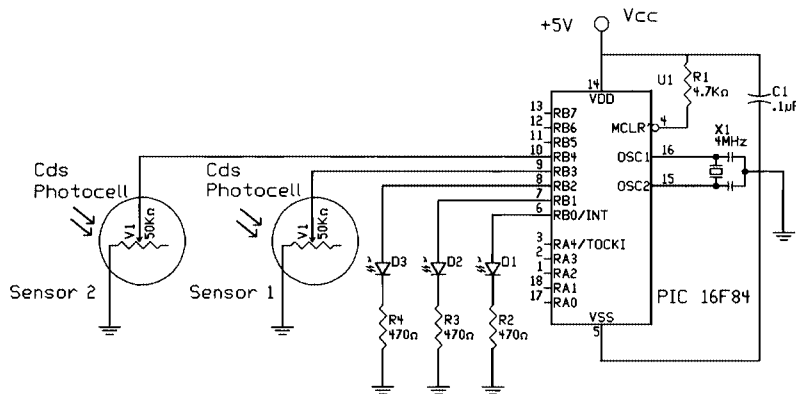 +5V
Vcc
14
VDD
U1
R1
4.7KΩ
C1
.1µF
13 RB7
12 RB6
11 RB5
10 RB4
9 RB3
8 RB2
7 RB1
6 RB0/INT
3 RA4/TOCKI
2 RA3
1 RA2
18 RA1
17 RA0
MCLR 4
OSC1 16
OSC2 15
X1
4MHz
VSS
5
PIC 16F84
Cds
Photocell
V1
50KΩ
Sensor 2
Cds
Photocell
V1
50KΩ
Sensor 1
D3
D2
D1
R4
470Ω
R3
470Ω
R2
470Ω